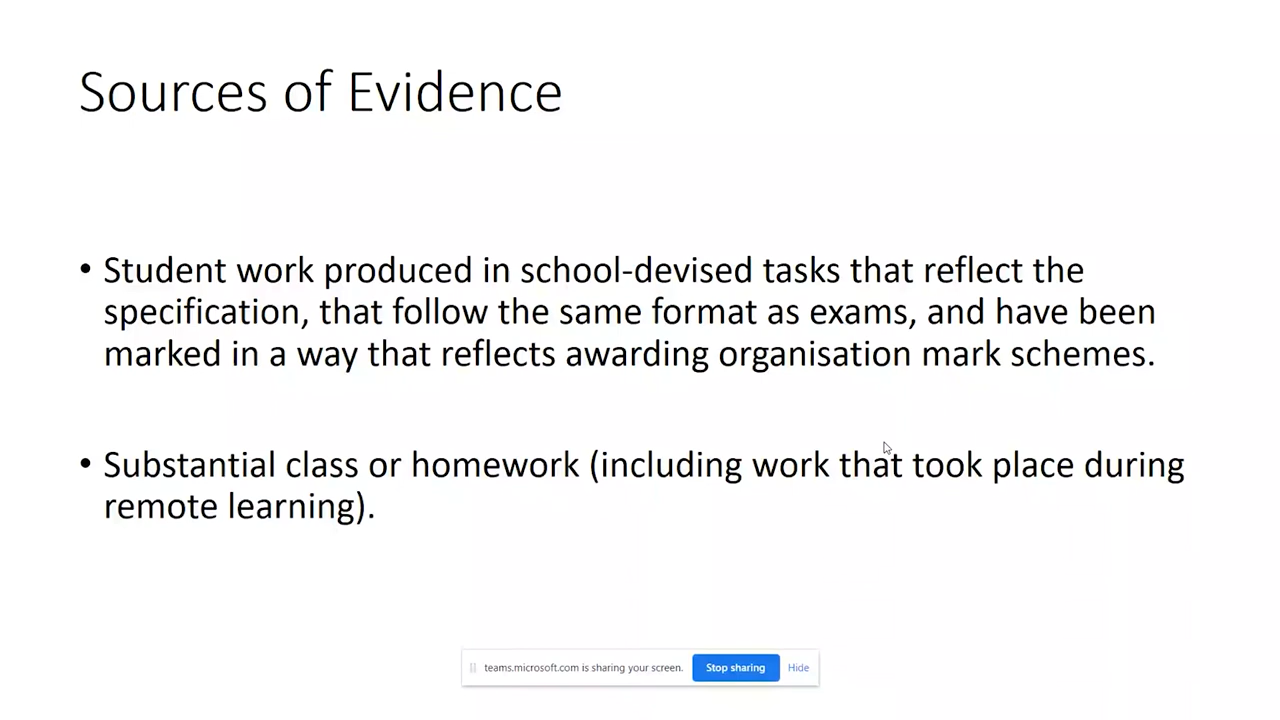 Sources of Evidence
• Student work produced in school-devised tasks that reflect the
specification, that follow the same format as exams, and have been
marked in a way that reflects awarding organisation mark schemes.
• Substantial class or homework (including work that took place during
remote learning).
teams.microsoft.com is sharing your screen. Stop sharing Hide